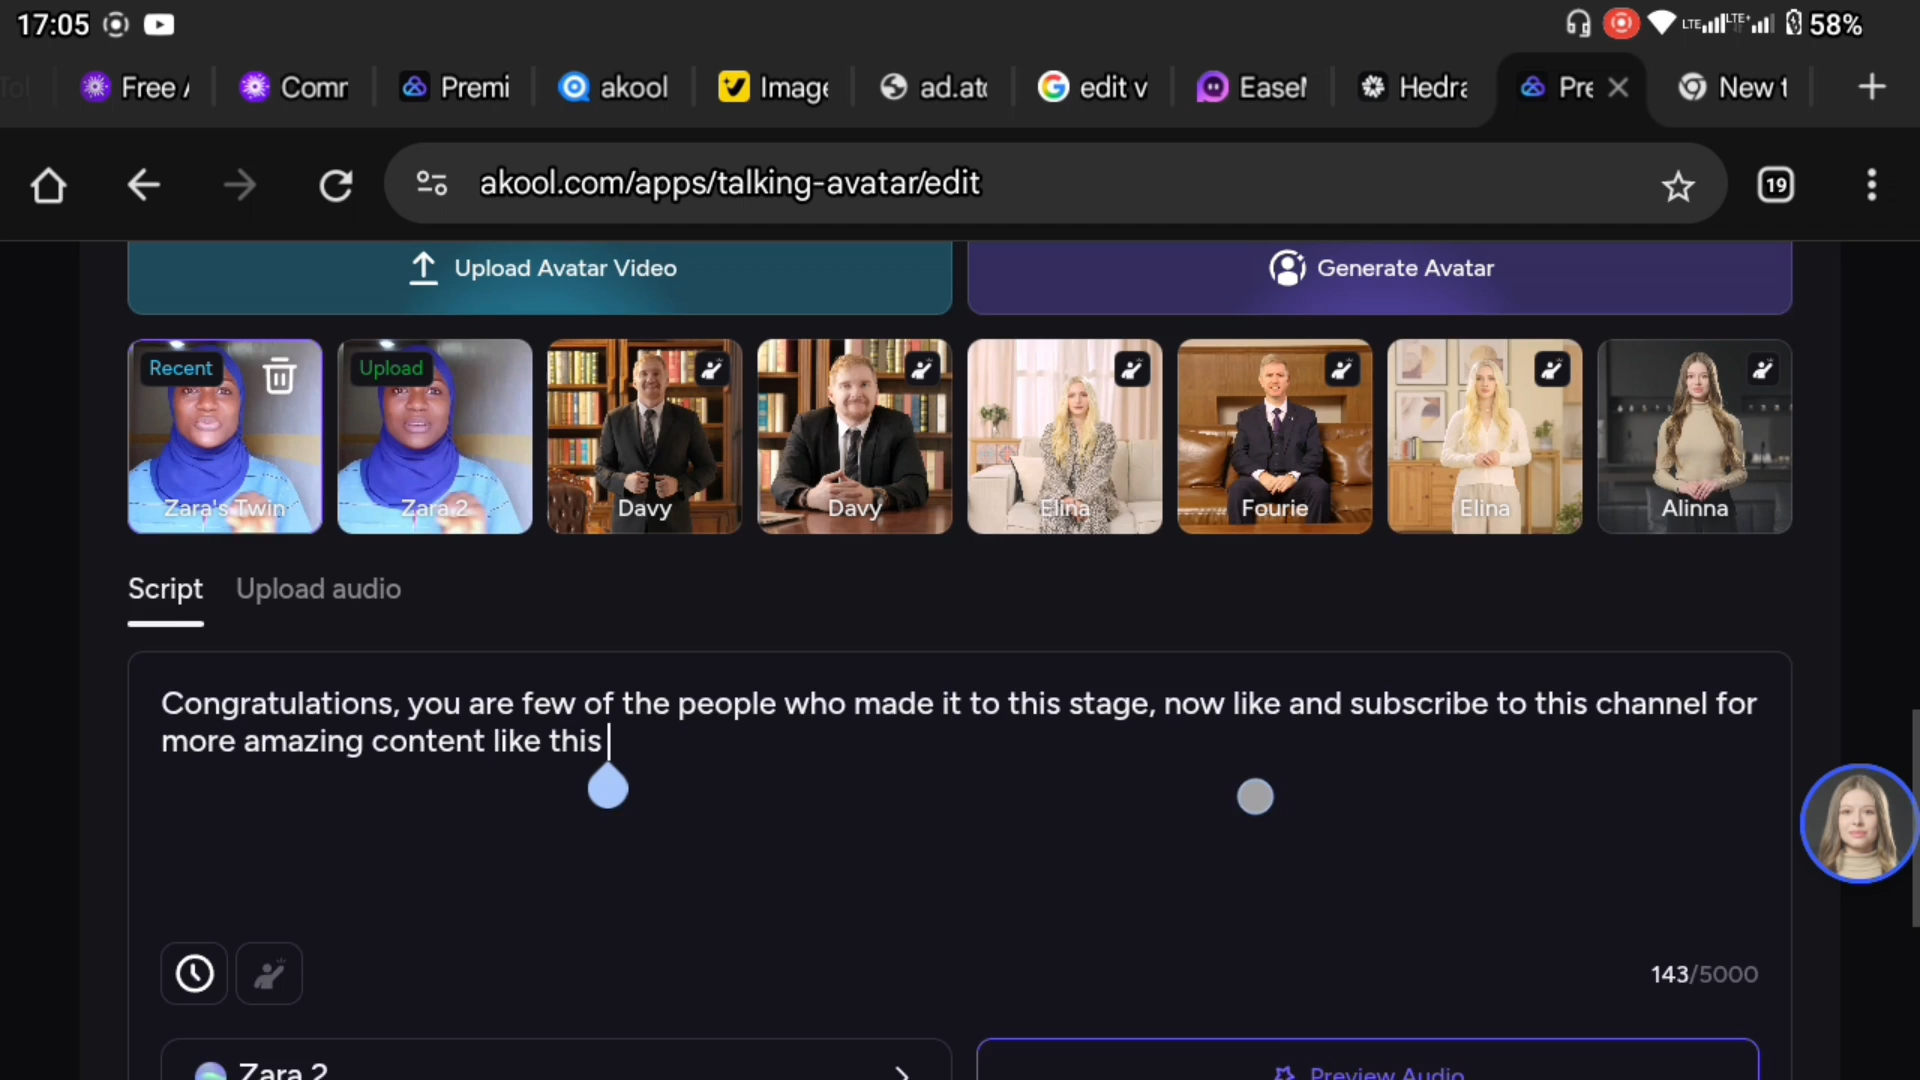 17:05 LTE LTE+ 58%
Free Comr Premi akool Image ad.ato edit v Hedra Pre New t
akool.com/apps/talking-avatar/edit 19
Upload Avatar Video Generate Avatar
Recent Upload
Zara's Twin Zara 2 Davy Davy Elina Fourie Elina Alinna
Script Upload audio
Congratulations, you are few of the people who made it to this stage, now like and subscribe to this channel for
more amazing content like this
143/5000
Zara 2 Preview Audio